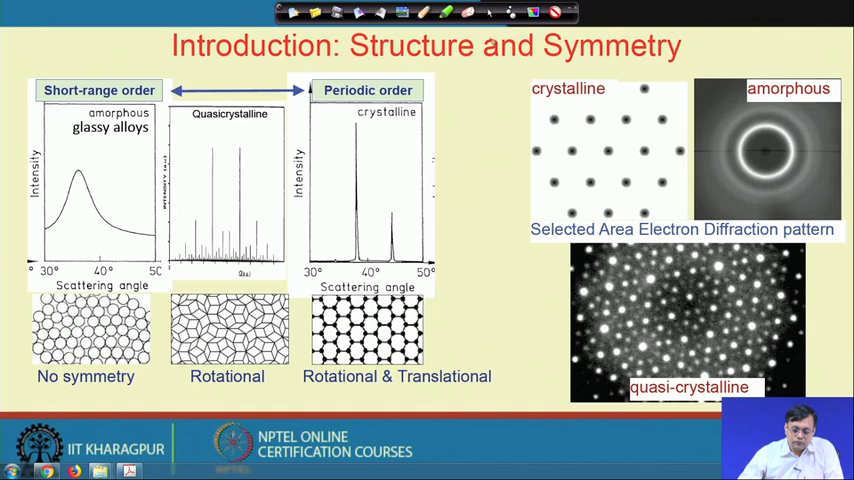 Introduction: Structure and Symmetry
Short-range order
Periodic order
amorphous
glassy alloys
Intensity
30°
40°
50
Scattering angle
Quasicrystalline
INTENSITY (a.u.)
crystalline
Intensity
30°
40°
50°
Scattering angle
No symmetry
Rotational
Rotational & Translational
crystalline
amorphous
Selected Area Electron Diffraction pattern
quasi-crystalline
IIT KHARAGPUR
NPTEL
NPTEL ONLINE
CERTIFICATION COURSES